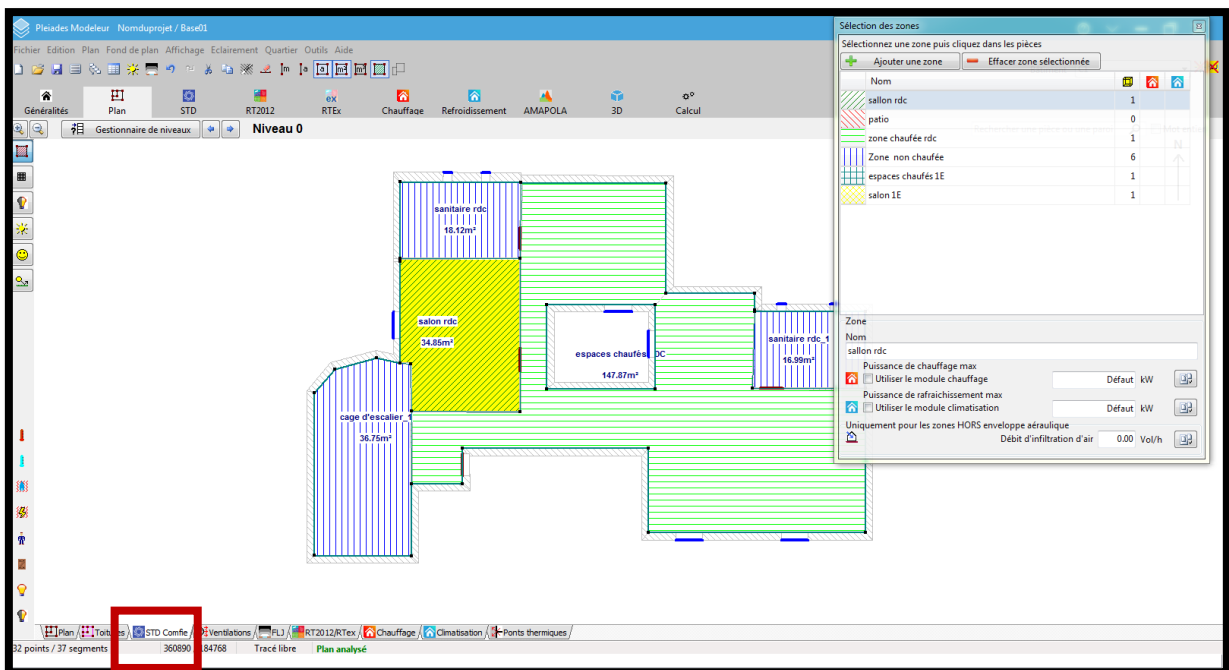 Pleiades Modeleur Nomduprojet / Base01
Fichier Edition Plan Fond de plan Affichage Eclairement Quartier Outils Aide
Généralités Plan STD RT2012 RTEx Chauffage Refroidissement AMAPOLA 3D Calcul
Gestionnaire de niveaux Niveau 0
sanitaire rdc
18.12m²
salon rdc
34.85m²
espaces chaufés DC
147.87m²
sanitaire rdc_1
16.99m²
cage d'escalier_1
36.75m²
Sélection des zones
Sélectionnez une zone puis cliquez dans les pièces
Ajouter une zone Effacer zone sélectionnée
Nom
sallon rdc 1
patio 0
zone chaufée rdc 1
Zone non chaufée 6
espaces chaufés 1E 1
salon 1E 1
N
Zone
Nom
sallon rdc
Puissance de chauffage max
Utiliser le module chauffage Défaut kW
Puissance de rafraichissement max
Utiliser le module climatisation Défaut kW
Uniquement pour les zones HORS enveloppe aéraulique
Débit d'infiltration d'air 0.00 Vol/h
Plan Toitures STD Comfie Ventilations FLJ RT2012/RTex Chauffage Climatisation Ponts thermiques
32 points / 37 segments 360890 184768 Tracé libre Plan analysé